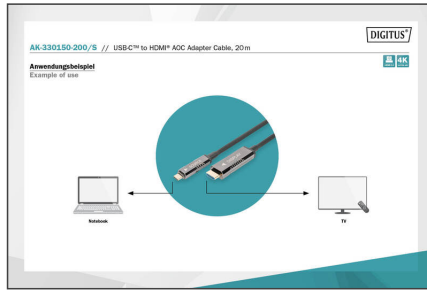 DIGITUS®
AK-330150-200/S // USB-C™ to HDMI® AOC Adapter Cable, 20 m
Anwendungsbeispiel
Example of use
4K
Notebook
TV